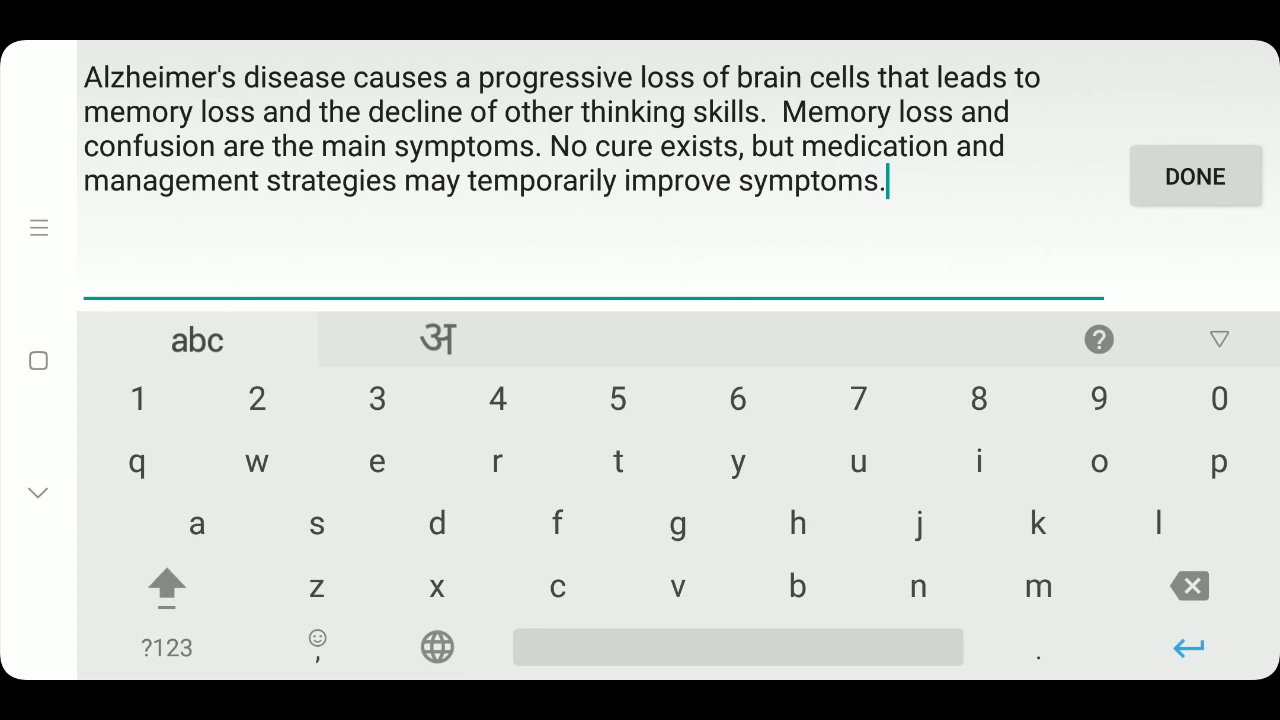 Alzheimer's disease causes a progressive loss of brain cells that leads to
memory loss and the decline of other thinking skills.  Memory loss and
confusion are the main symptoms. No cure exists, but medication and
management strategies may temporarily improve symptoms.
DONE
abc अ ?
1 2 3 4 5 6 7 8 9 0
q w e r t y u i o p
a s d f g h j k l
z x c v b n m
?123 , .